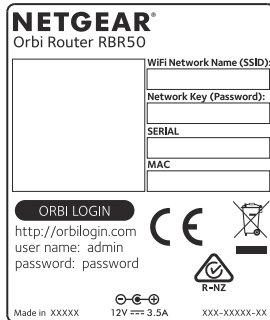 NETGEAR®
Orbi Router RBR50
WiFi Network Name (SSID):
Network Key (Password):
SERIAL
MAC
ORBI LOGIN
http://orbilogin.com
user name: admin
password: password
CE
R-NZ
Made in XXXXX
12V ⎓ 3.5A
XXX-XXXXX-XX